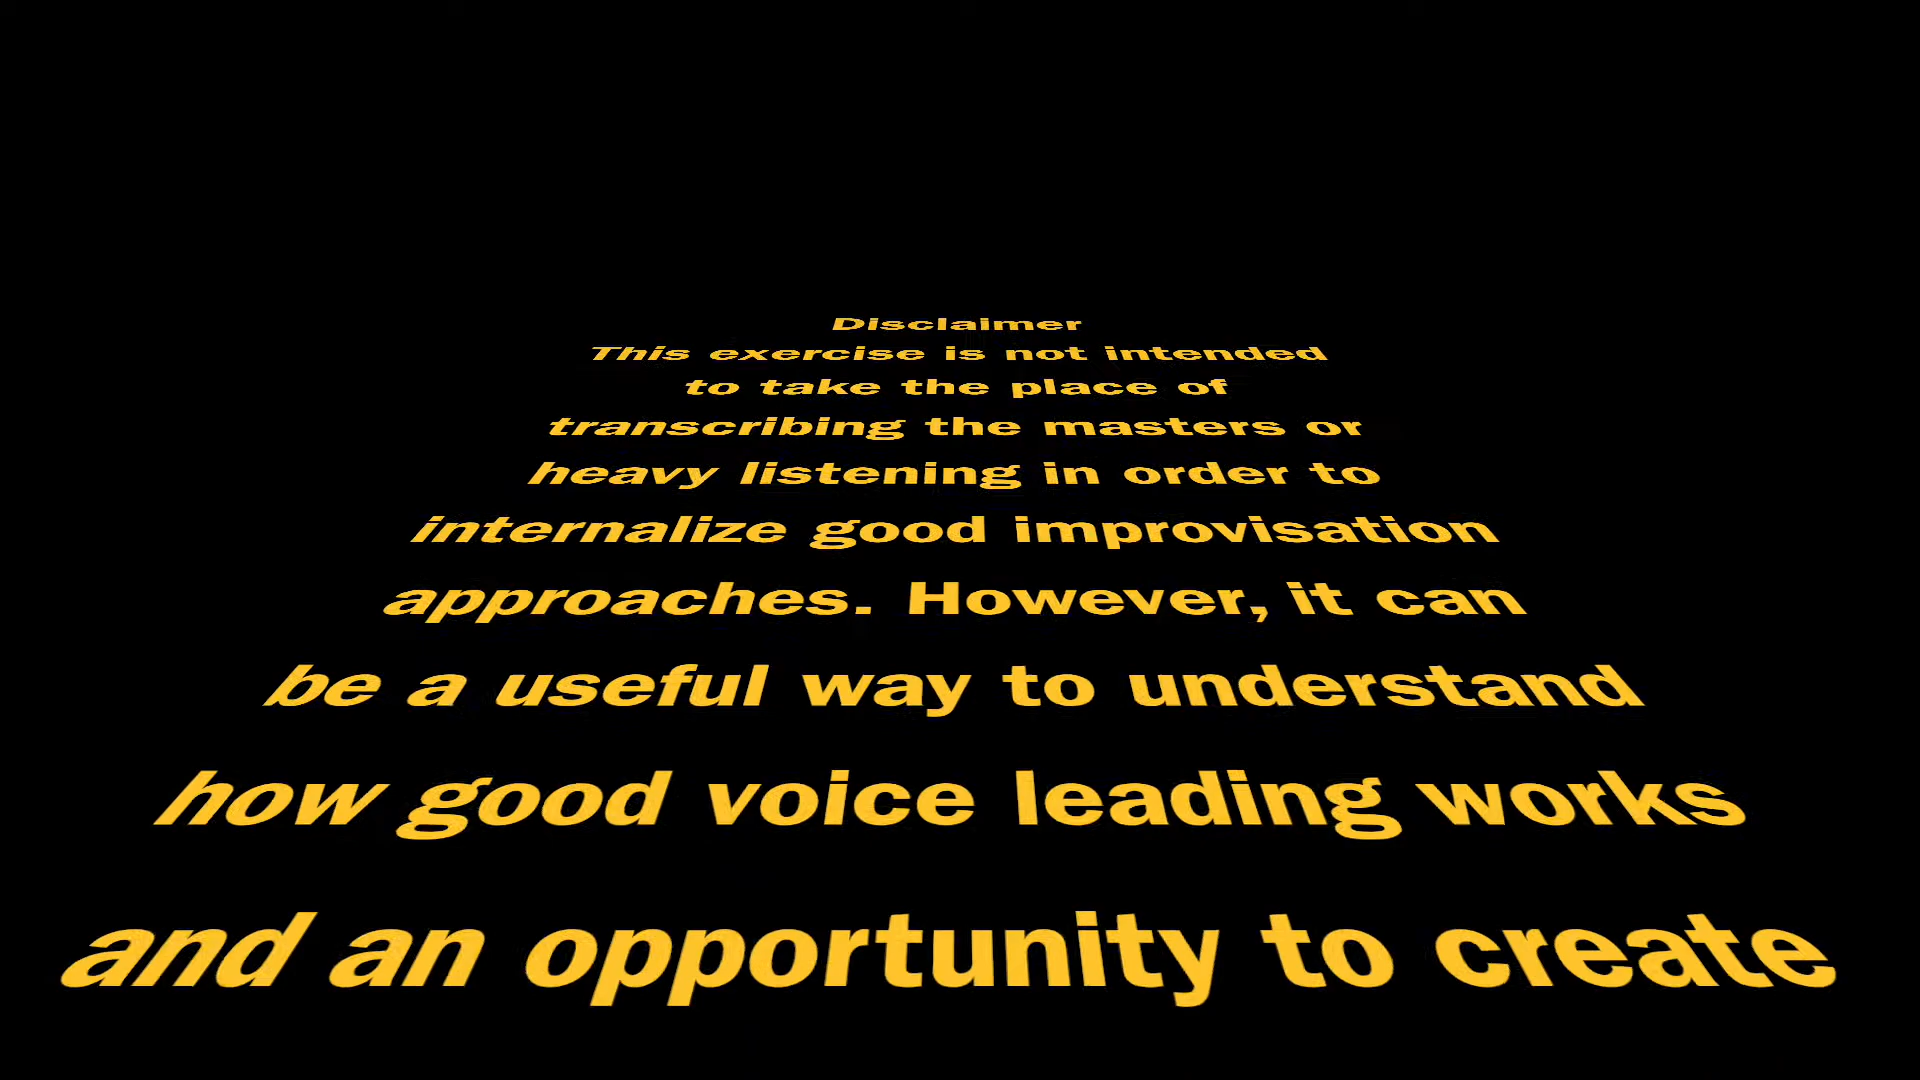 Disclaimer
This exercise is not intended
to take the place of
transcribing the masters or
heavy listening in order to
internalize good improvisation
approaches. However, it can
be a useful way to understand
how good voice leading works
and an opportunity to create